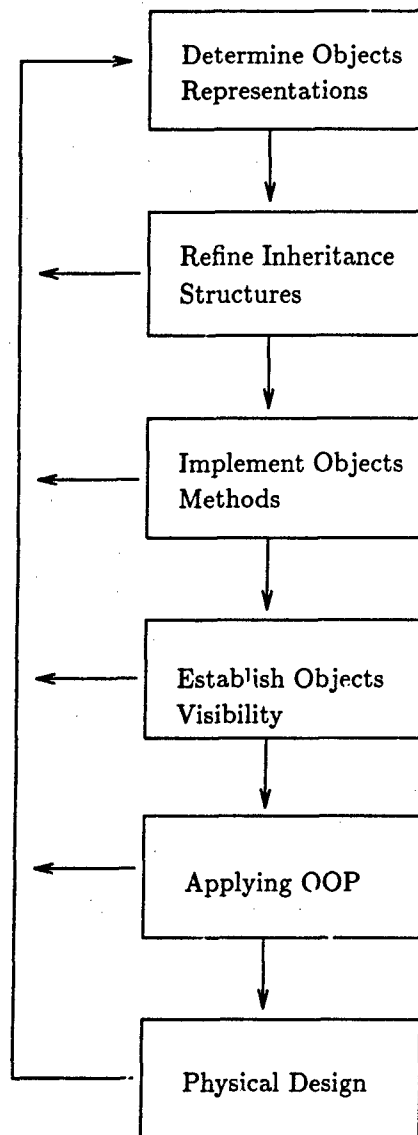 Determine Objects
Representations
Refine Inheritance
Structures
Implement Objects
Methods
Establish Objects
Visibility
Applying OOP
Physical Design